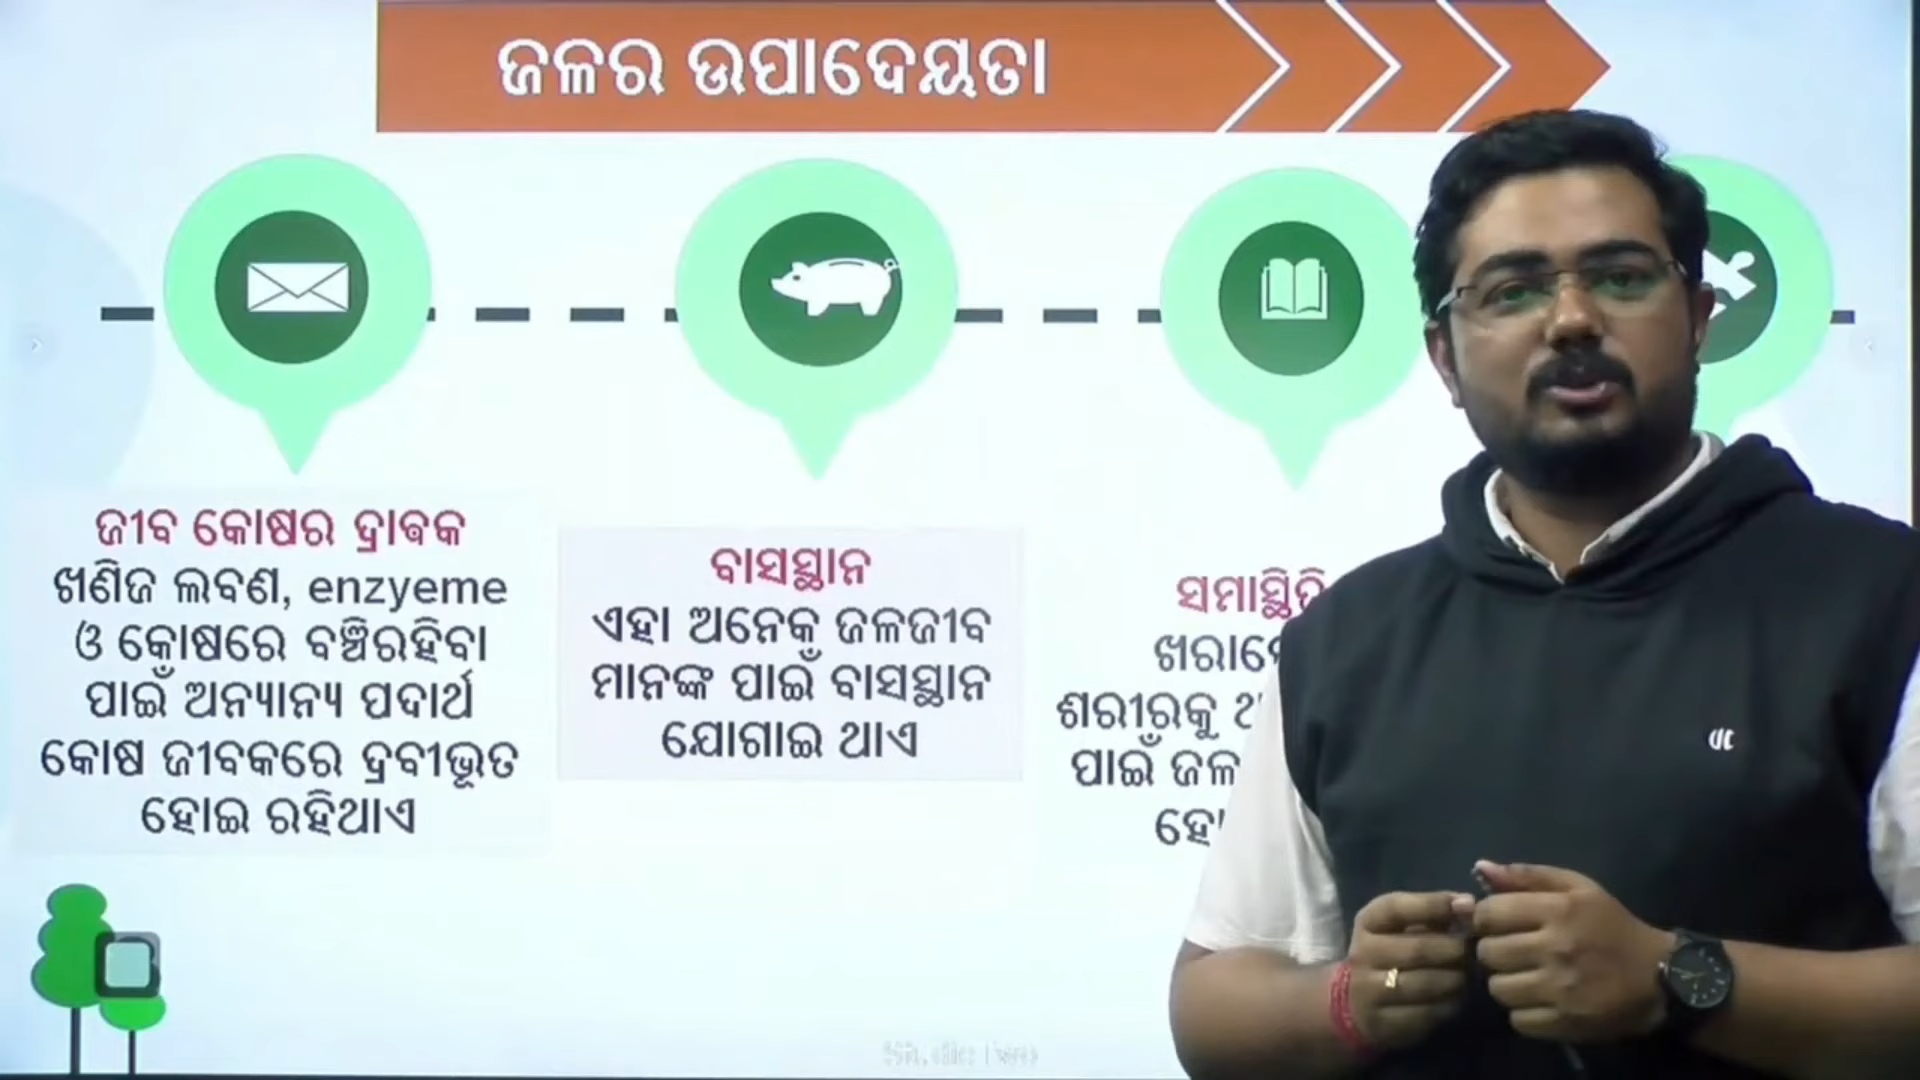 ଜଳର ଉପାଦେୟତା
ଜୀବ କୋଷର ଦ୍ରାବକ
ଖଣିଜ ଲବଣ, enzyeme
ଓ କୋଷରେ ବଞ୍ଚିରହିବା
ପାଇଁ ଅନ୍ୟାନ୍ୟ ପଦାର୍ଥ
କୋଷ ଜୀବକରେ ଦ୍ରବୀଭୂତ
ହୋଇ ରହିଥାଏ
ବାସସ୍ଥାନ
ଏହା ଅନେକ ଜଳଜୀବ
ମାନଙ୍କ ପାଇଁ ବାସସ୍ଥାନ
ଯୋଗାଇ ଥାଏ
ଶରୀରକୁ
ପାଇଁ ଜଳ